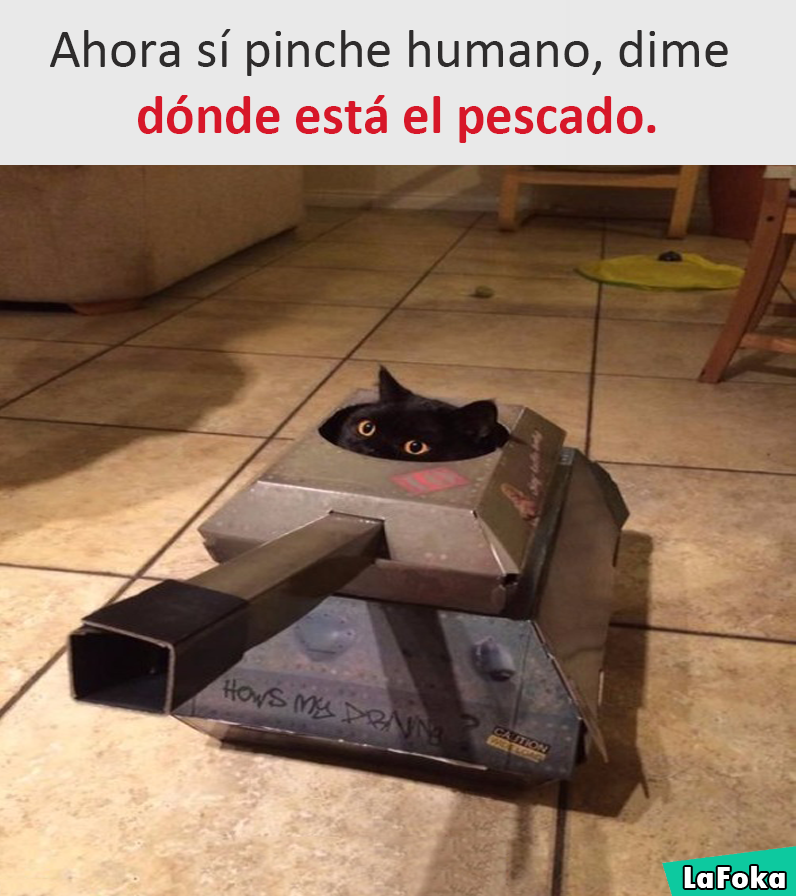 Ahora sí pinche humano, dime
dónde está el pescado.
HOWS MY DRIVING ?
CAUTION
LaFoka